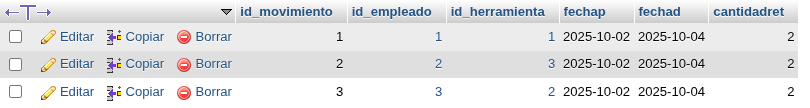 id_movimiento id_empleado id_herramienta fechap fechad cantidadret
Editar Copiar Borrar 1 1 1 2025-10-02 2025-10-04 2
Editar Copiar Borrar 2 2 3 2025-10-02 2025-10-04 2
Editar Copiar Borrar 3 3 2 2025-10-02 2025-10-04 2